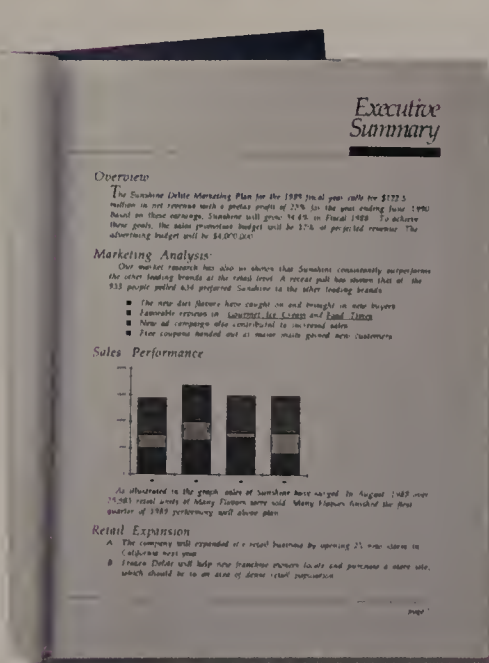 Executive
Summary
Overview
The Sunshine Delite Marketing Plan for the 1989 fiscal year calls for $122.5
million in net revenue with a pretax profit of 25% for the year ending June 1990
Based on these earnings, Sunshine will grow 34.4% in Fiscal 1989. To achieve
these goals, the sales promotion budget will be 17% of projected revenue. The
advertising budget will be $4,000,000
Marketing Analysis
Our market research has also us shown that Sunshine consistently outperforms
the other leading brands at the retail level. A recent poll has shown that of the
935 people polled 636 preferred Sunshine to the other leading brands
The new diet flavors have caught on and brought in new buyers
Favorable reviews in Gourmet Ice Cream and Food Times
New ad campaign also contributed to increased sales
Free coupons handed out at major malls gained new customers
Sales Performance
As illustrated in the graph sales of Sunshine have surged. In August 1989 over
25,985 retail units of Many Flavors were sold. Many Flavors finished the first
quarter of 1989 performing well above plan
Retail Expansion
A The company will expanded it's retail business by opening 25 new stores in
California next year
B Frozen Delite will help new franchise owners locate and purchase a store site,
which should be in an area of dense retail population
page